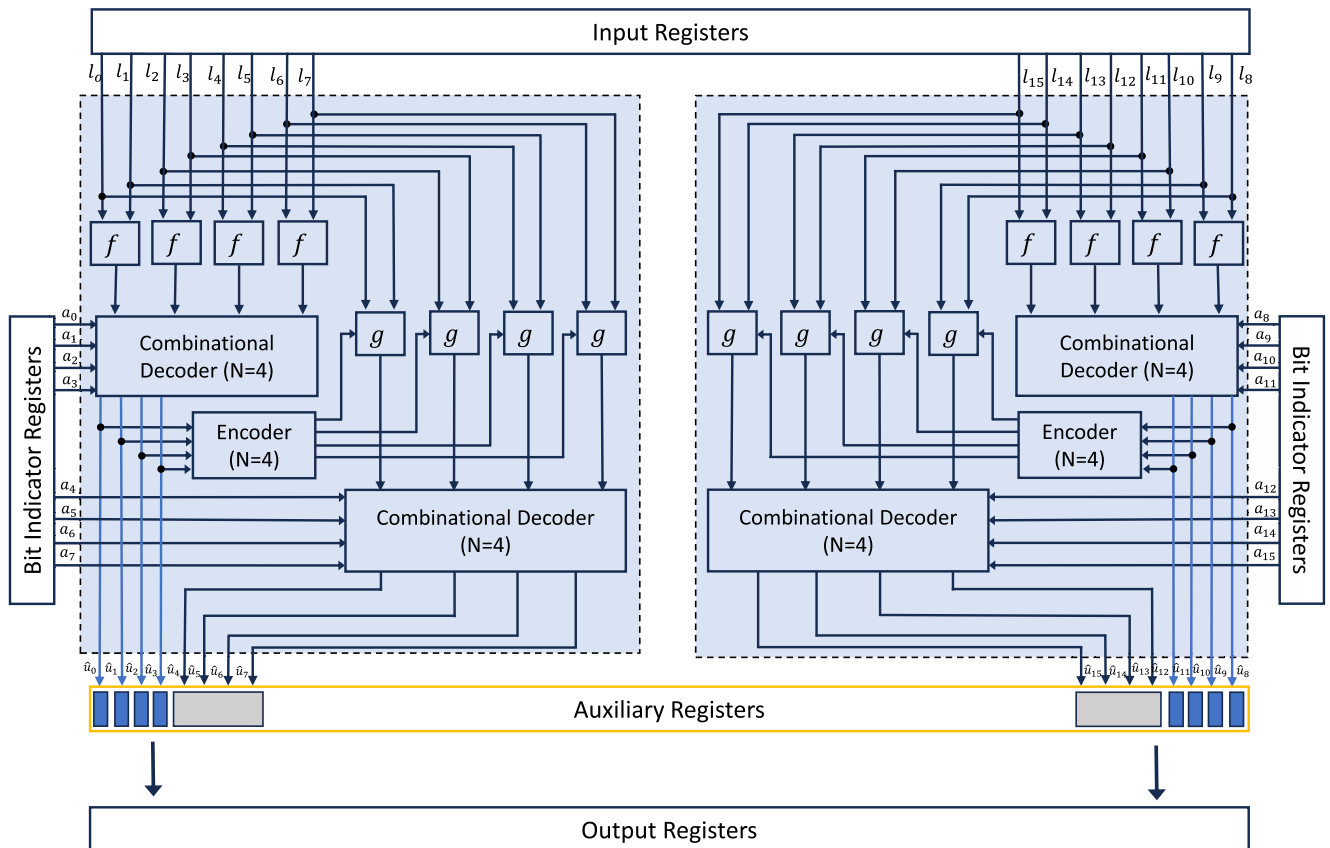 Input Registers
l₀ l₁ l₂ l₃ l₄ l₅ l₆ l₇ l₁₅ l₁₄ l₁₃ l₁₂ l₁₁ l₁₀ l₉ l₈
f f f f f f f f
g g g g g g g g
Bit Indicator Registers
a₀
a₁
a₂
a₃
Combinational
Decoder (N=4)
Encoder
(N=4)
a₄
a₅
a₆
a₇
Combinational Decoder
(N=4)
Combinational
Decoder (N=4)
a₈
a₉
a₁₀
a₁₁
Bit Indicator Registers
Encoder
(N=4)
Combinational Decoder
(N=4)
a₁₂
a₁₃
a₁₄
a₁₅
û₀ û₁ û₂ û₃ û₄ û₅ û₆ û₇ û₁₅ û₁₄ û₁₃ û₁₂ û₁₁ û₁₀ û₉ û₈
Auxiliary Registers
Output Registers